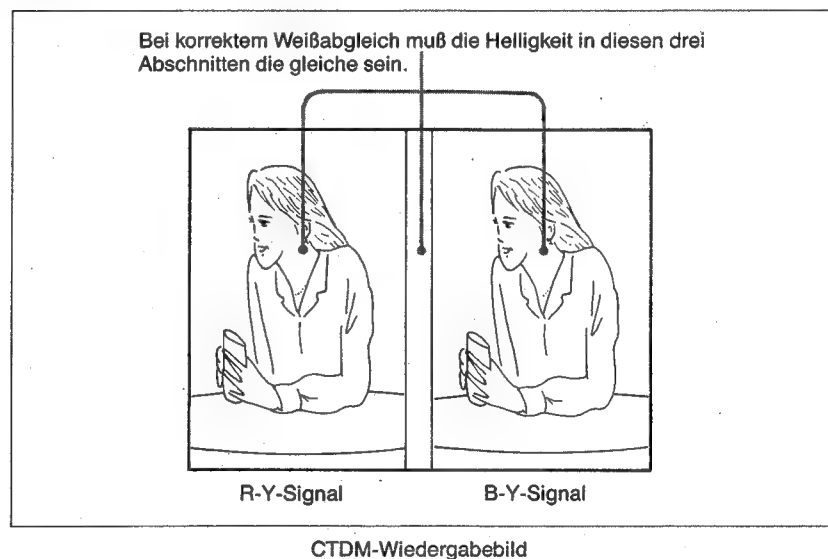 Bei korrektem Weißabgleich muß die Helligkeit in diesen drei
Abschnitten die gleiche sein.
R-Y-Signal
B-Y-Signal
CTDM-Wiedergabebild